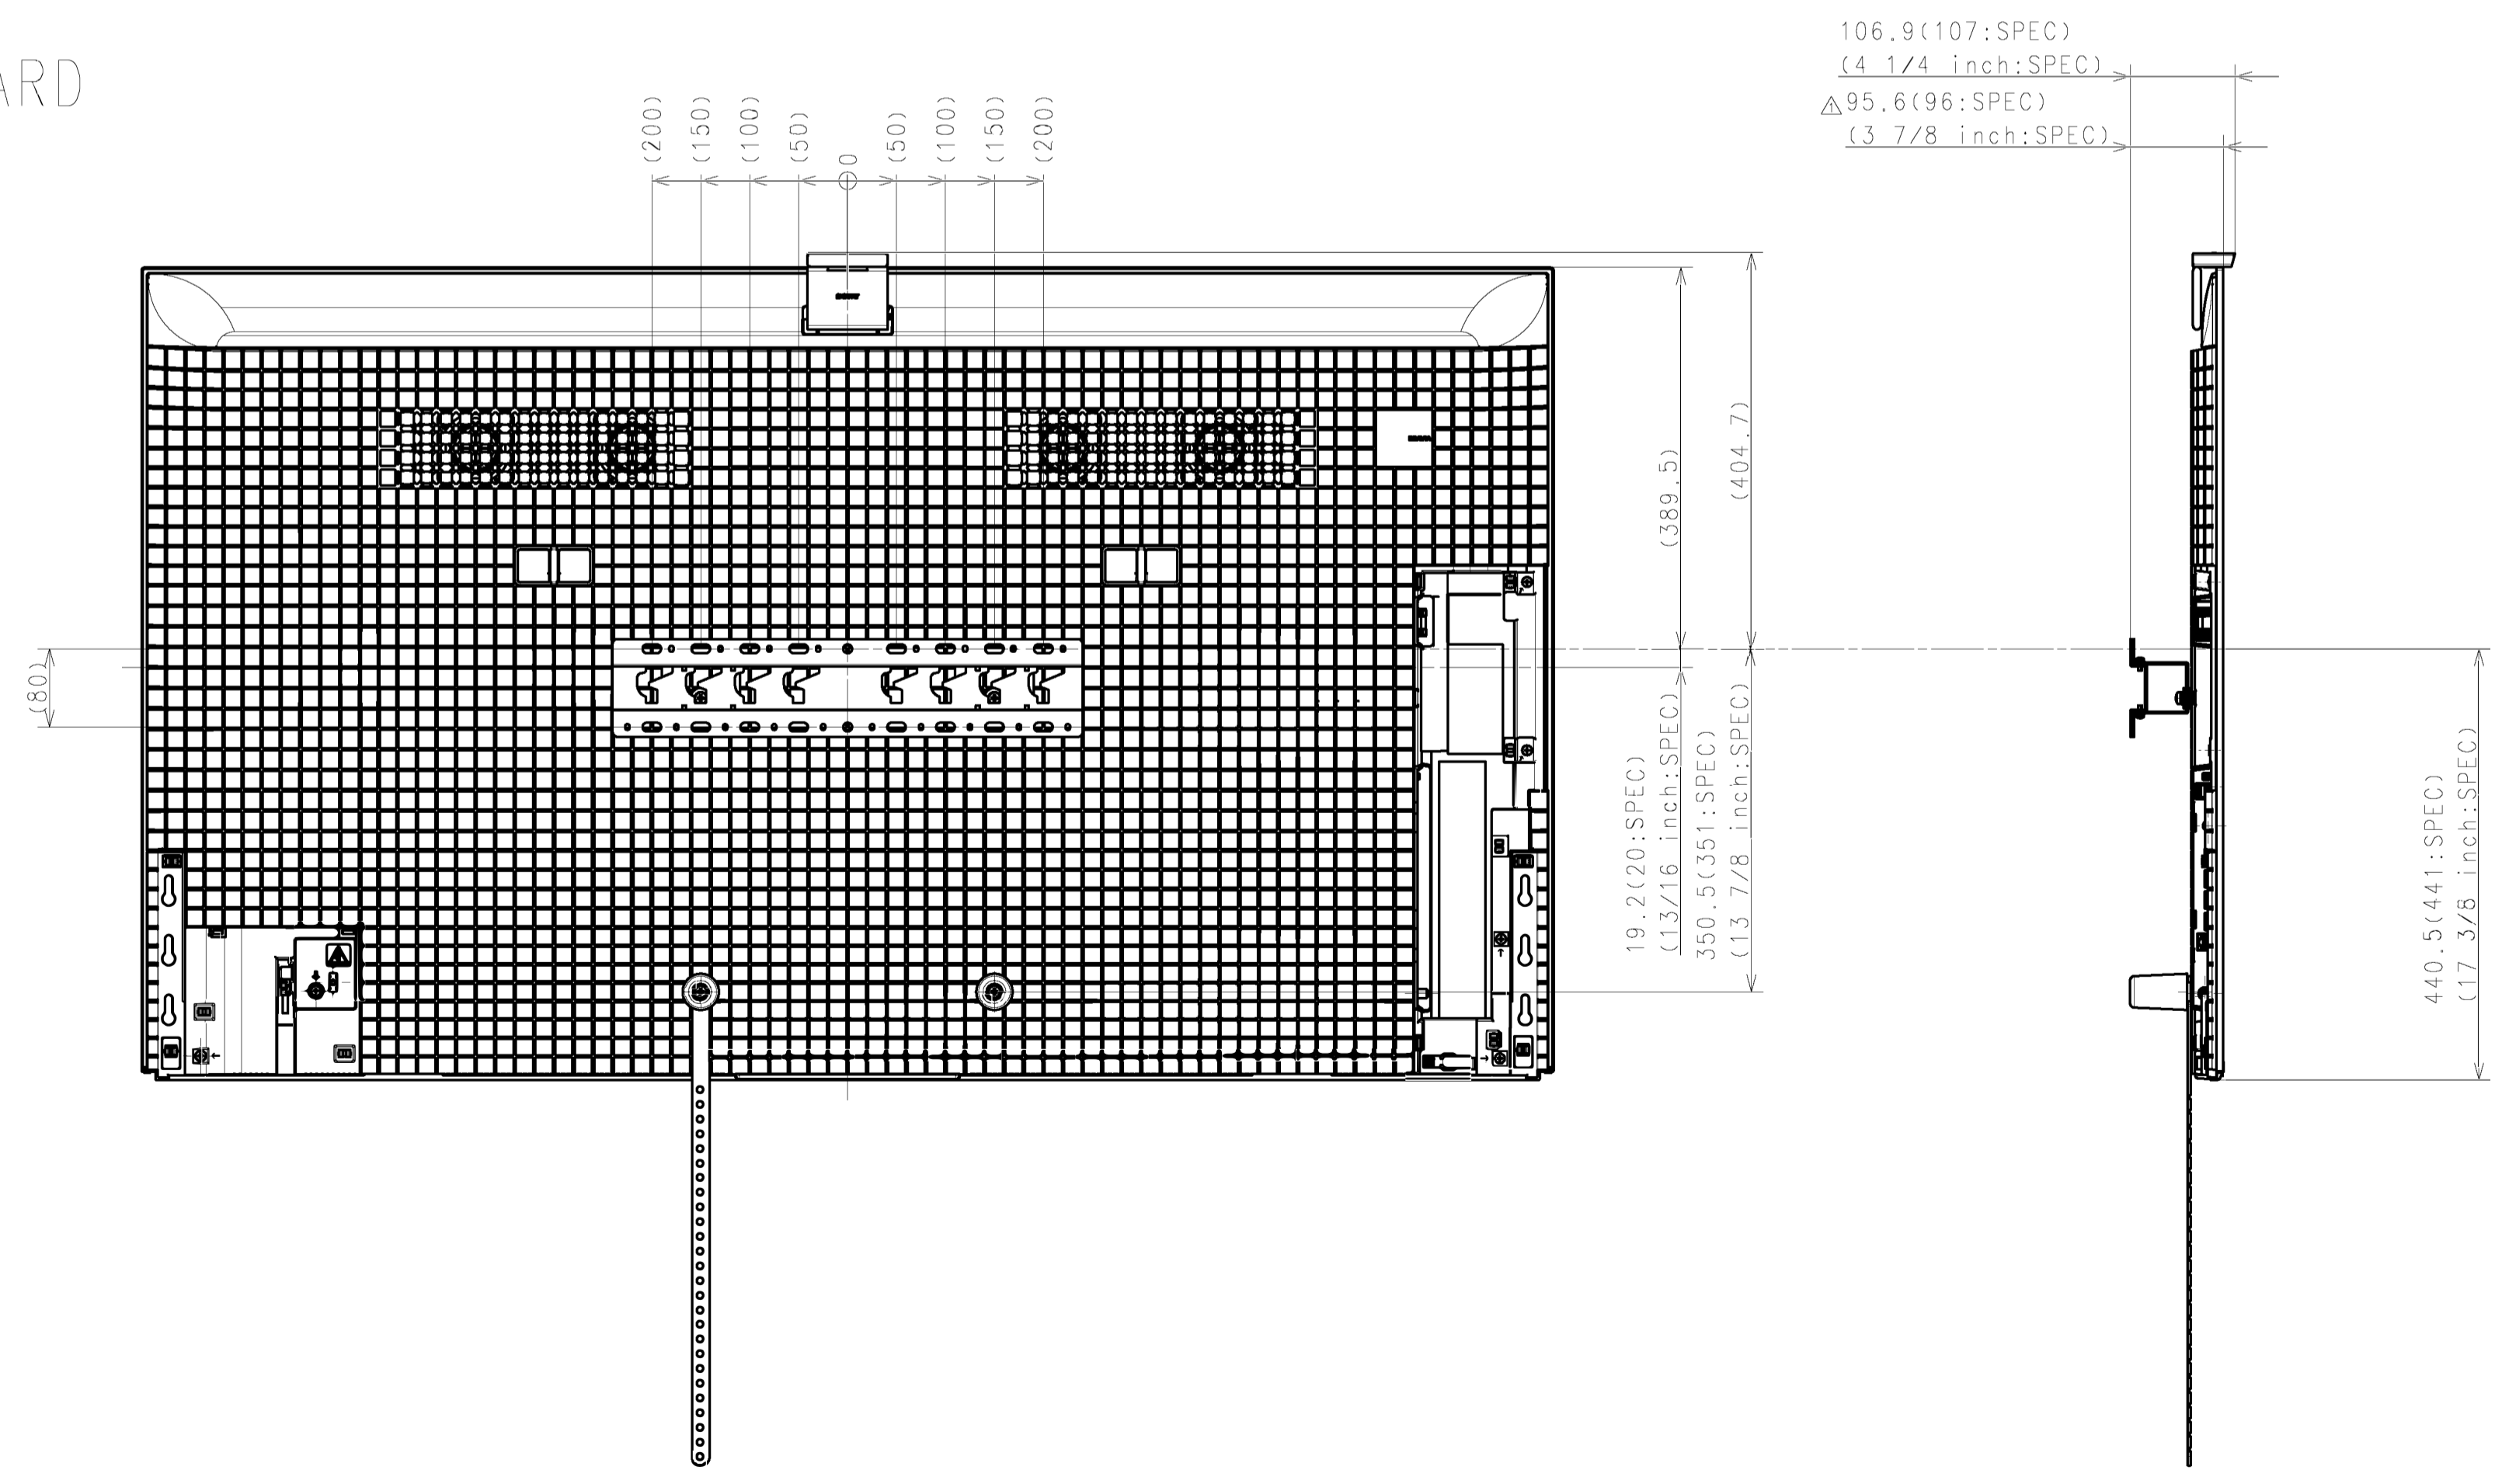 ARD
106.9(107:SPEC)
(4 1/4 inch:SPEC)
1
95.6(96:SPEC)
(3 7/8 inch:SPEC)
(200)
(150)
(100)
(50)
0
(50)
(100)
(150)
(200)
(80)
(389.5)
(404.7)
19.2(20:SPEC)
(13/16 inch:SPEC)
350.5(351:SPEC)
(13 7/8 inch:SPEC)
440.5(441:SPEC)
(17 3/8 inch:SPEC)